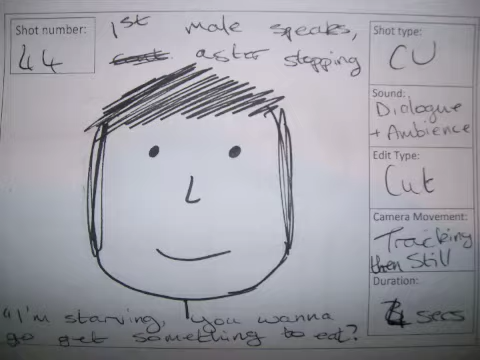 Shot number:
44
1st male speaks,
aster stopping
Shot type:
CU
Sound:
Dialogue
+ Ambience
Edit Type:
Cut
Camera Movement:
Tracking
then Still
Duration:
secs
"I'm starving, you wanna
go get something to eat?